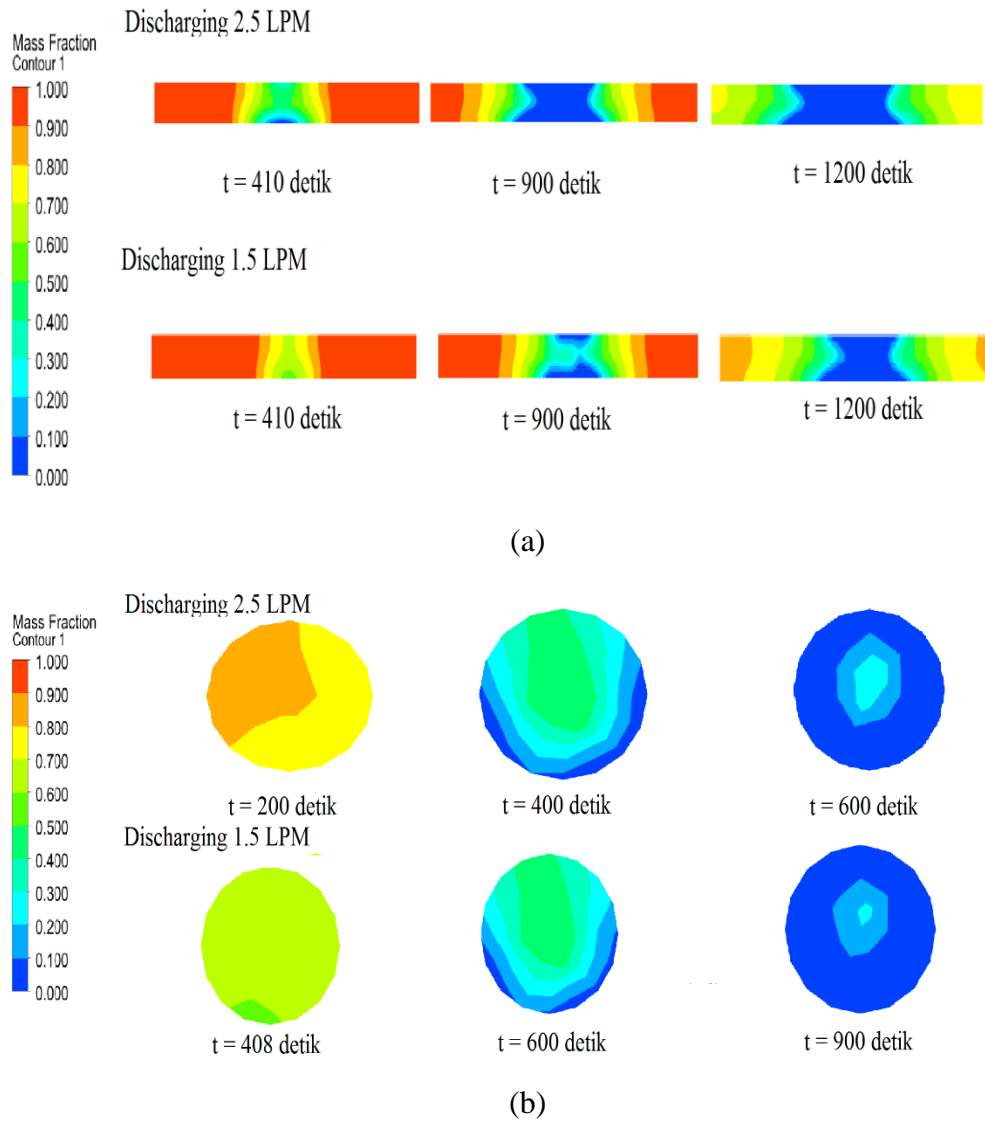 Discharging 2.5 LPM
Mass Fraction
Contour 1
1.000
0.900
0.800
0.700
0.600
0.500
0.400
0.300
0.200
0.100
0.000
t = 410 detik
t = 900 detik
t = 1200 detik
Discharging 1.5 LPM
t = 410 detik
t = 900 detik
t = 1200 detik
(a)
Discharging 2.5 LPM
Mass Fraction
Contour 1
1.000
0.900
0.800
0.700
0.600
0.500
0.400
0.300
0.200
0.100
0.000
t = 200 detik
t = 400 detik
t = 600 detik
Discharging 1.5 LPM
t = 408 detik
t = 600 detik
t = 900 detik
(b)